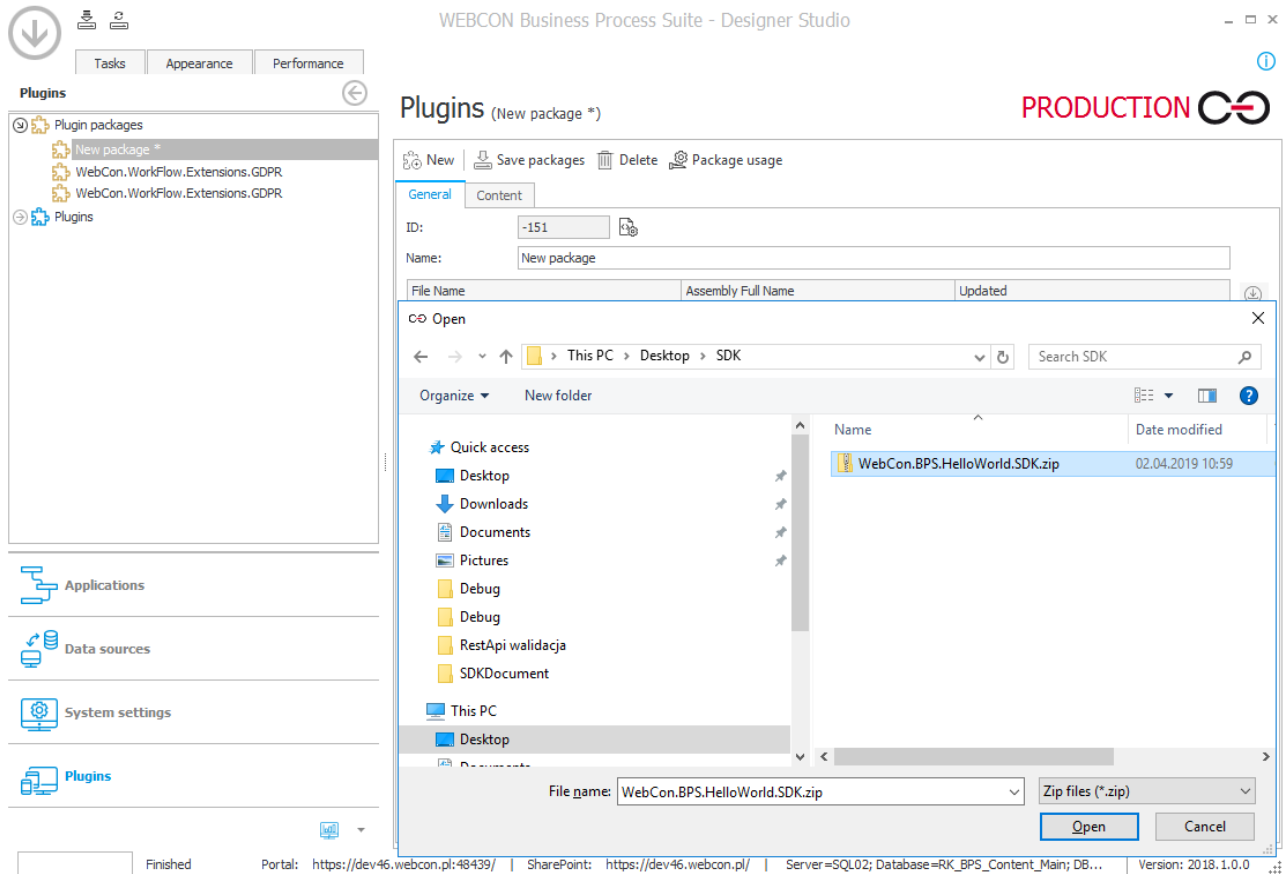 WEBCON Business Process Suite - Designer Studio
Tasks Appearance Performance
Plugins
Plugin packages
New package *
WebCon.WorkFlow.Extensions.GDPR
WebCon.WorkFlow.Extensions.GDPR
Plugins
Applications
Data sources
System settings
Plugins
Plugins (New package *)
PRODUCTION
New Save packages Delete Package usage
General Content
ID: -151
Name: New package
File Name Assembly Full Name Updated
Open
This PC > Desktop > SDK
Search SDK
Organize New folder
Quick access
Desktop
Downloads
Documents
Pictures
Debug
Debug
RestApi walidacja
SDKDocument
This PC
Desktop
Documents
Name Date modified
WebCon.BPS.HelloWorld.SDK.zip 02.04.2019 10:59
File name: WebCon.BPS.HelloWorld.SDK.zip
Zip files (*.zip)
Open Cancel
Finished Portal: https://dev46.webcon.pl:48439/ | SharePoint: https://dev46.webcon.pl/ | Server=SQL02; Database=RK_BPS_Content_Main; DB... Version: 2018.1.0.0